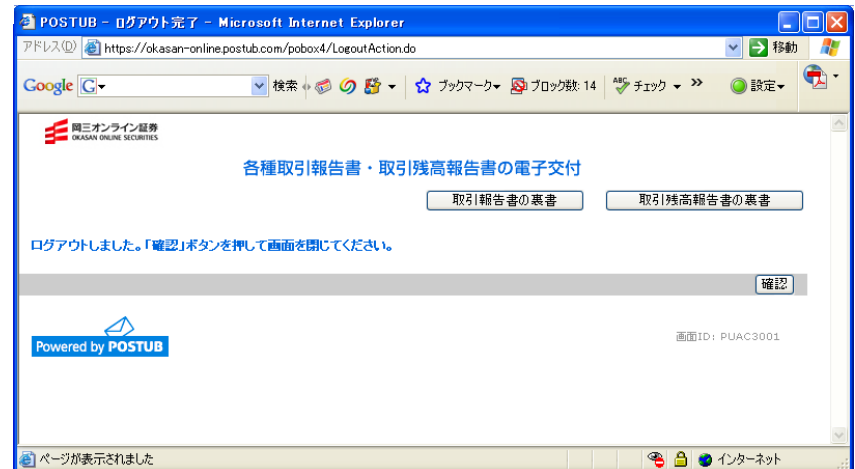 POSTUB - ログアウト完了 - Microsoft Internet Explorer
アドレス(D) https://okasan-online.postub.com/pobox4/LogoutAction.do 移動
Google G 検索 ブックマーク ブロック数: 14 ABC チェック >> 設定
岡三オンライン証券
OKASAN ONLINE SECURITIES
各種取引報告書・取引残高報告書の電子交付
取引報告書の裏書 取引残高報告書の裏書
ログアウトしました。「確認」ボタンを押して画面を閉じてください。
確認
Powered by POSTUB
画面ID: PUAC3001
ページが表示されました インターネット